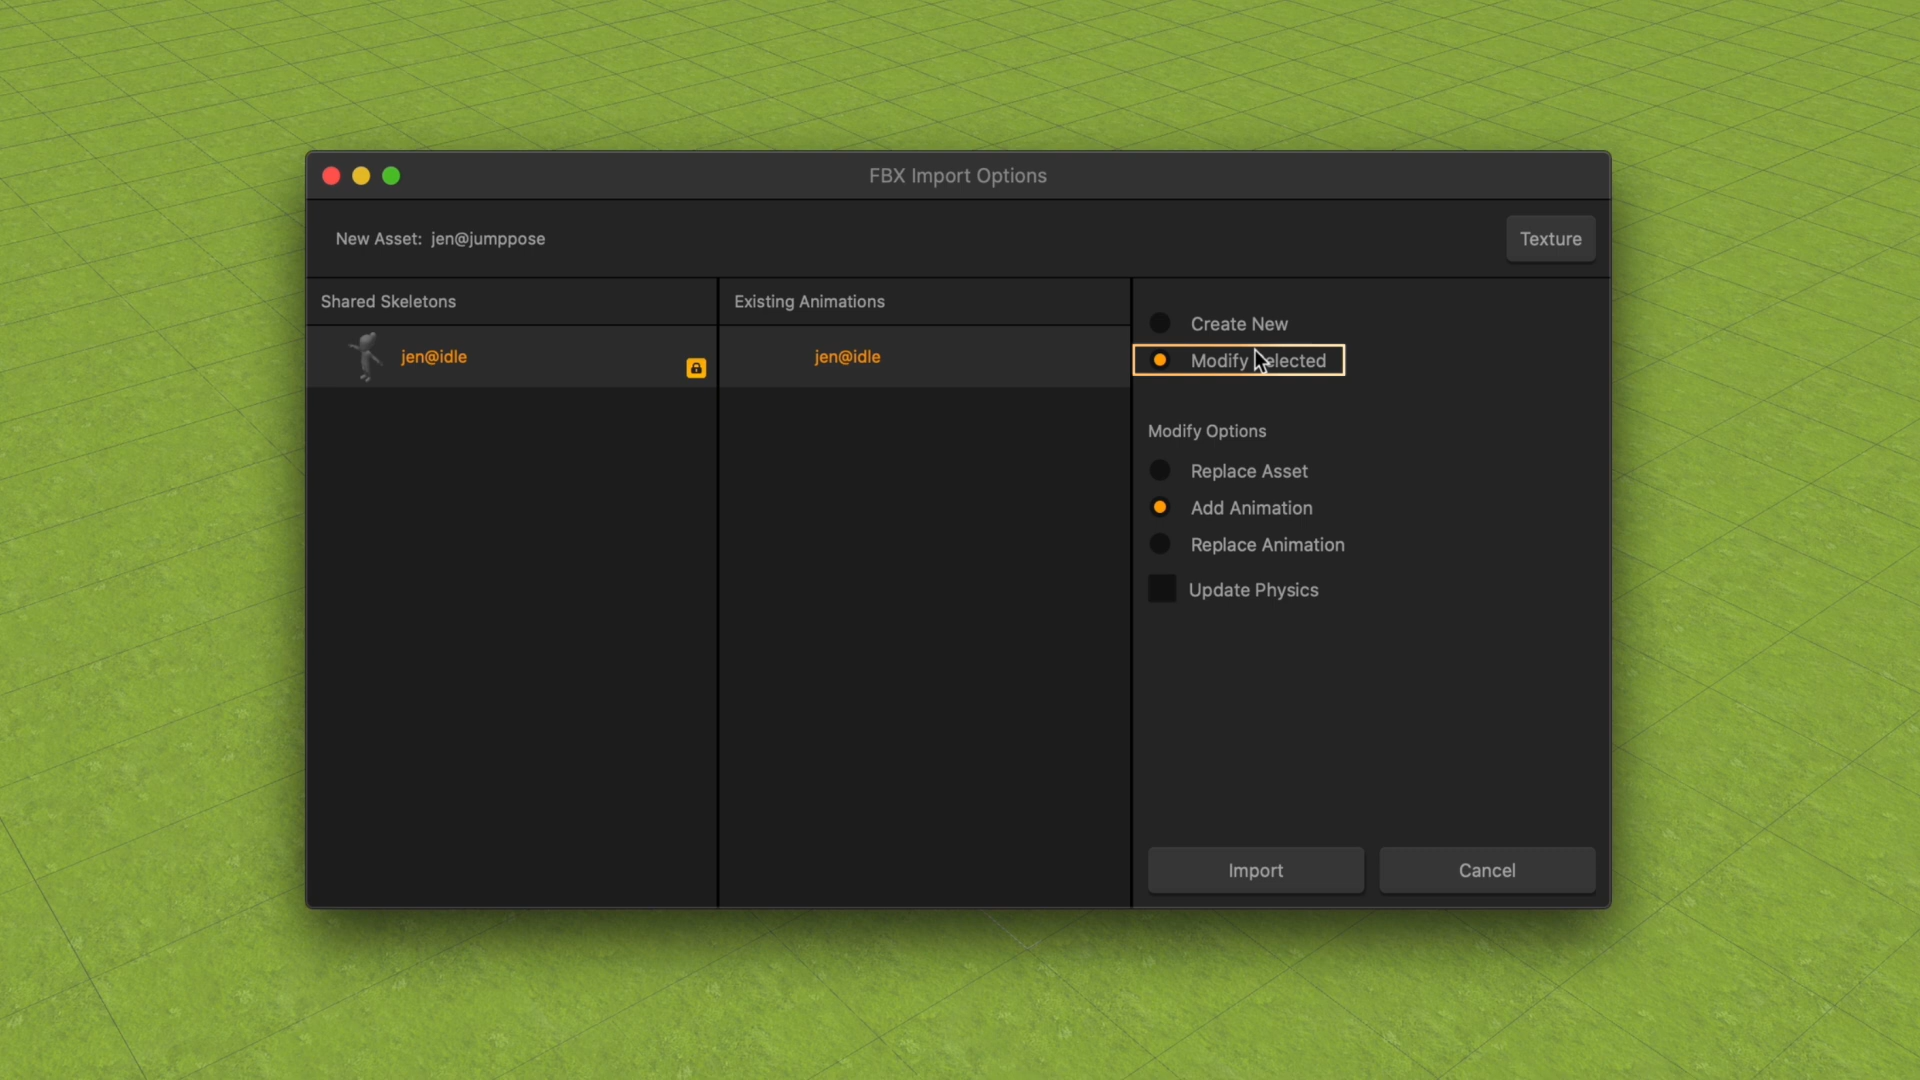 FBX Import Options
New Asset: jen@jumppose
Texture
Shared Skeletons
Existing Animations
jen@idle
jen@idle
Create New
Modify Selected
Modify Options
Replace Asset
Add Animation
Replace Animation
Update Physics
Import
Cancel